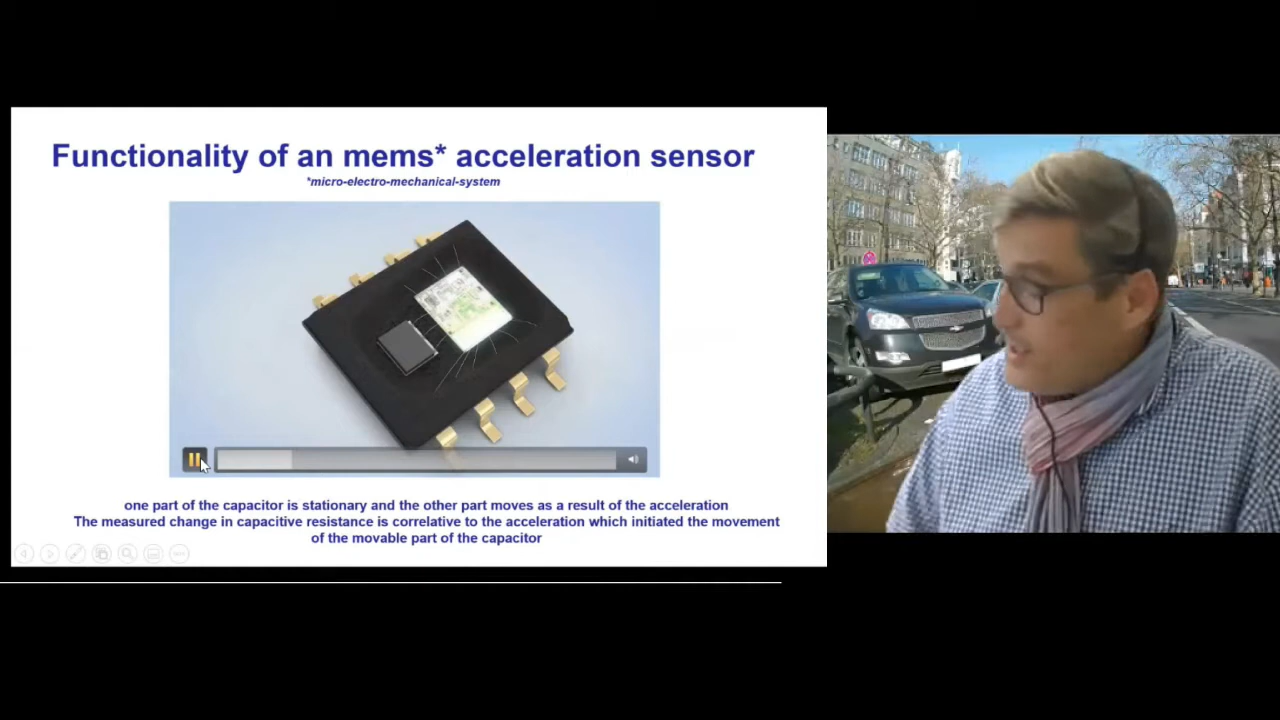 Functionality of an mems* acceleration sensor
*micro-electro-mechanical-system
one part of the capacitor is stationary and the other part moves as a result of the acceleration
The measured change in capacitive resistance is correlative to the acceleration which initiated the movement
of the movable part of the capacitor